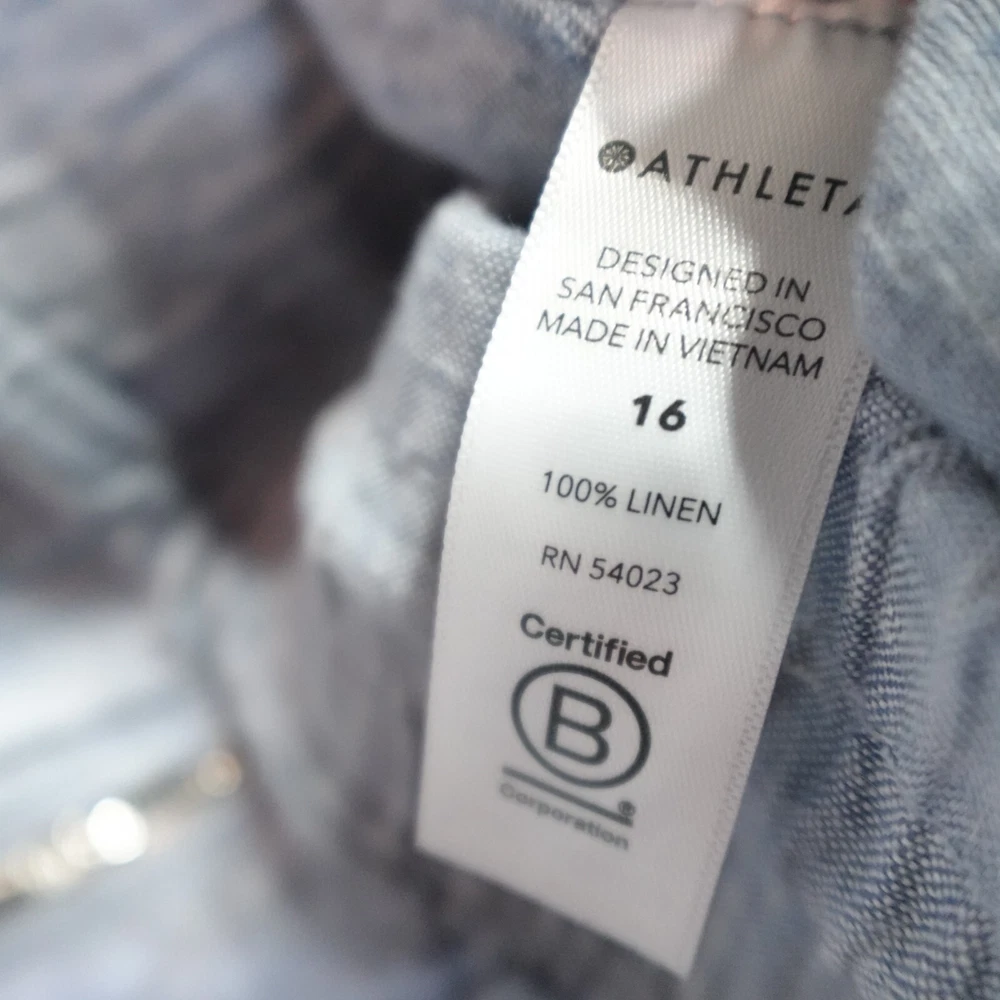 ATHLETA
DESIGNED IN
SAN FRANCISCO
MADE IN VIETNAM
16
100% LINEN
RN 54023
Certified
B
®
Corporation